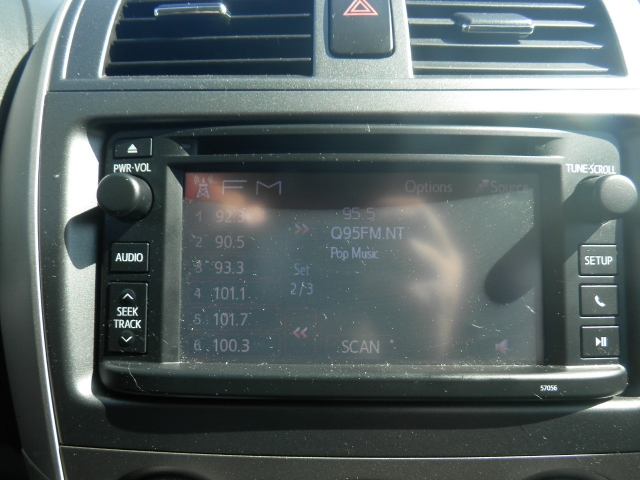 PWR-VOL
TUNE-SCROLL
FM
Options
Source
1 92.3
95.5
2 90.5
Q95FM.NT
Pop Music
AUDIO
SETUP
3 93.3
Set
2/3
4 101.1
SEEK
TRACK
5 101.7
6 100.3
SCAN
57056